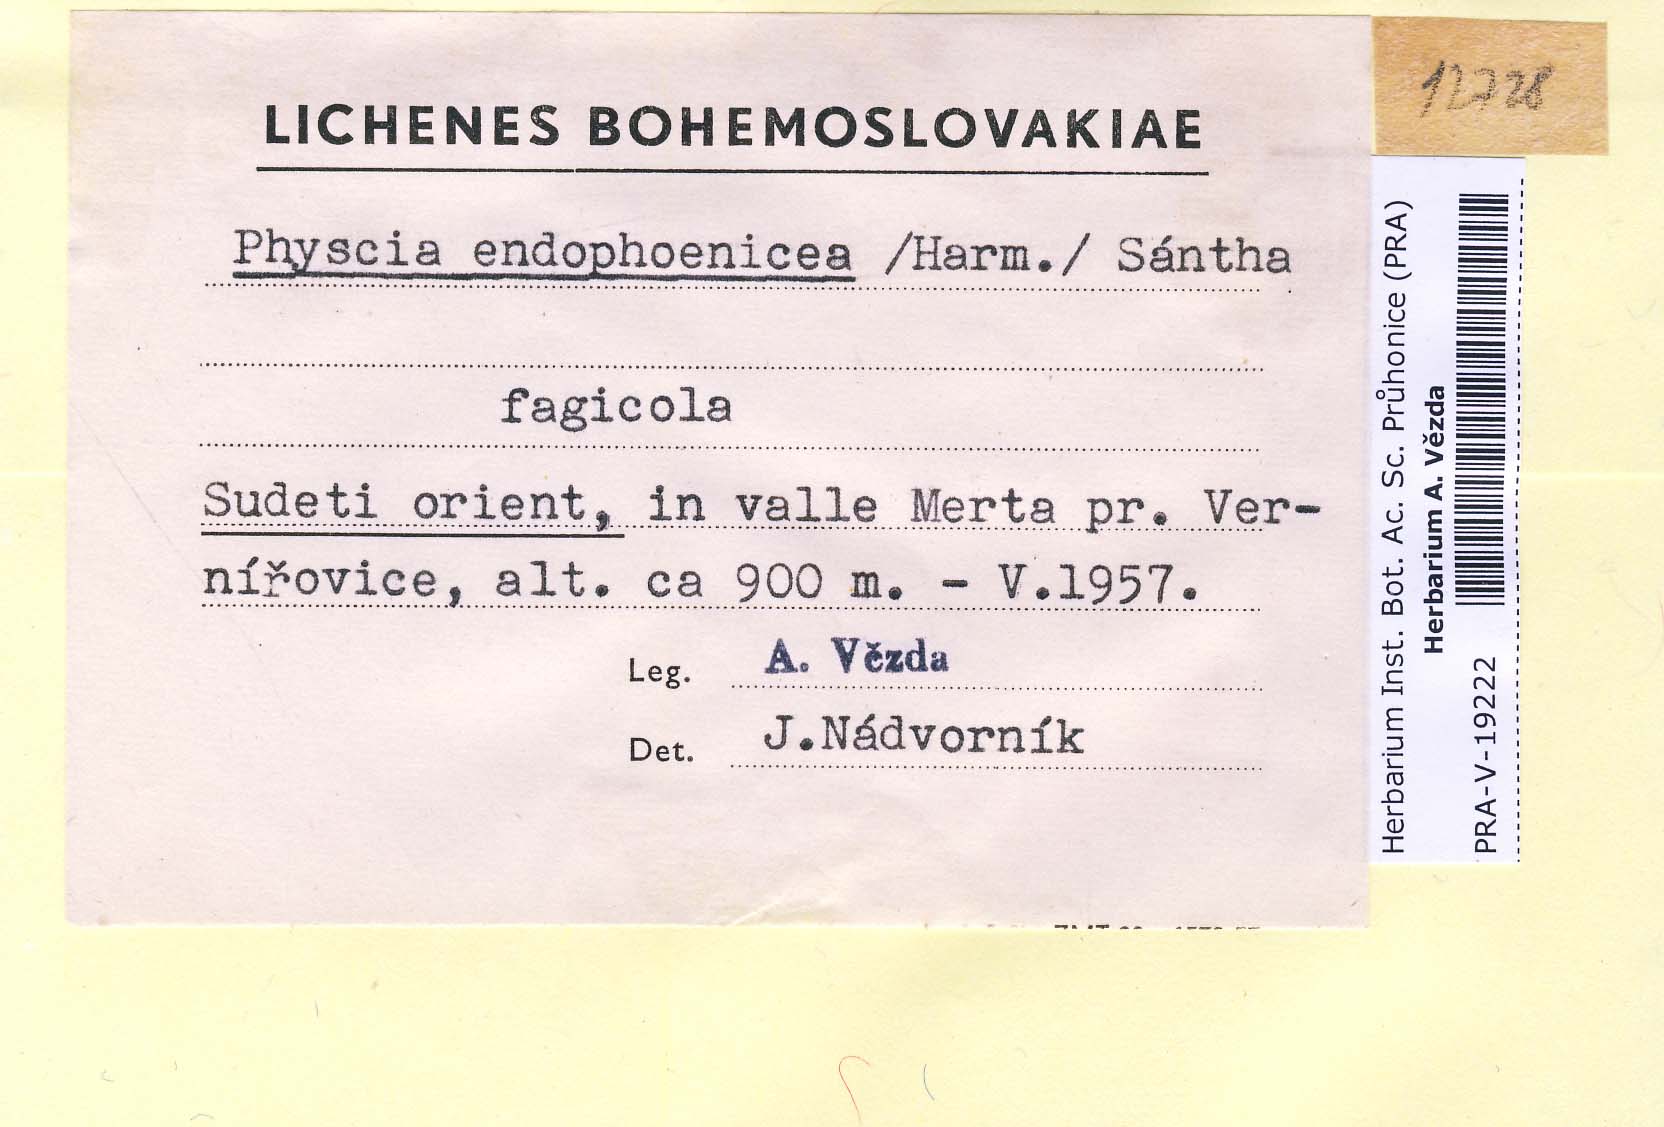 LICHENES BOHEMOSLOVAKIAE
Physcia endophoenicea /Harm./ Sántha
fagicola
Sudeti orient, in valle Merta pr. Ver-
nířovice, alt. ca 900 m. - V.1957.
Leg. A. Vězda
Det. J.Nádvorník
12728
Herbarium Inst. Bot. Ac. Sc. Průhonice (PRA)
Herbarium A. Vězda
PRA-V-19222